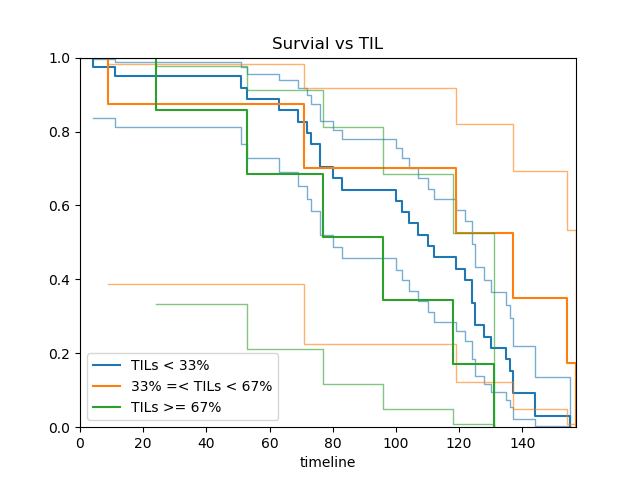 Survial vs TIL
1.0
0.8
0.6
0.4
0.2
0.0
TILs < 33%
33% =< TILs < 67%
TILs >= 67%
0 20 40 60 80 100 120 140
timeline